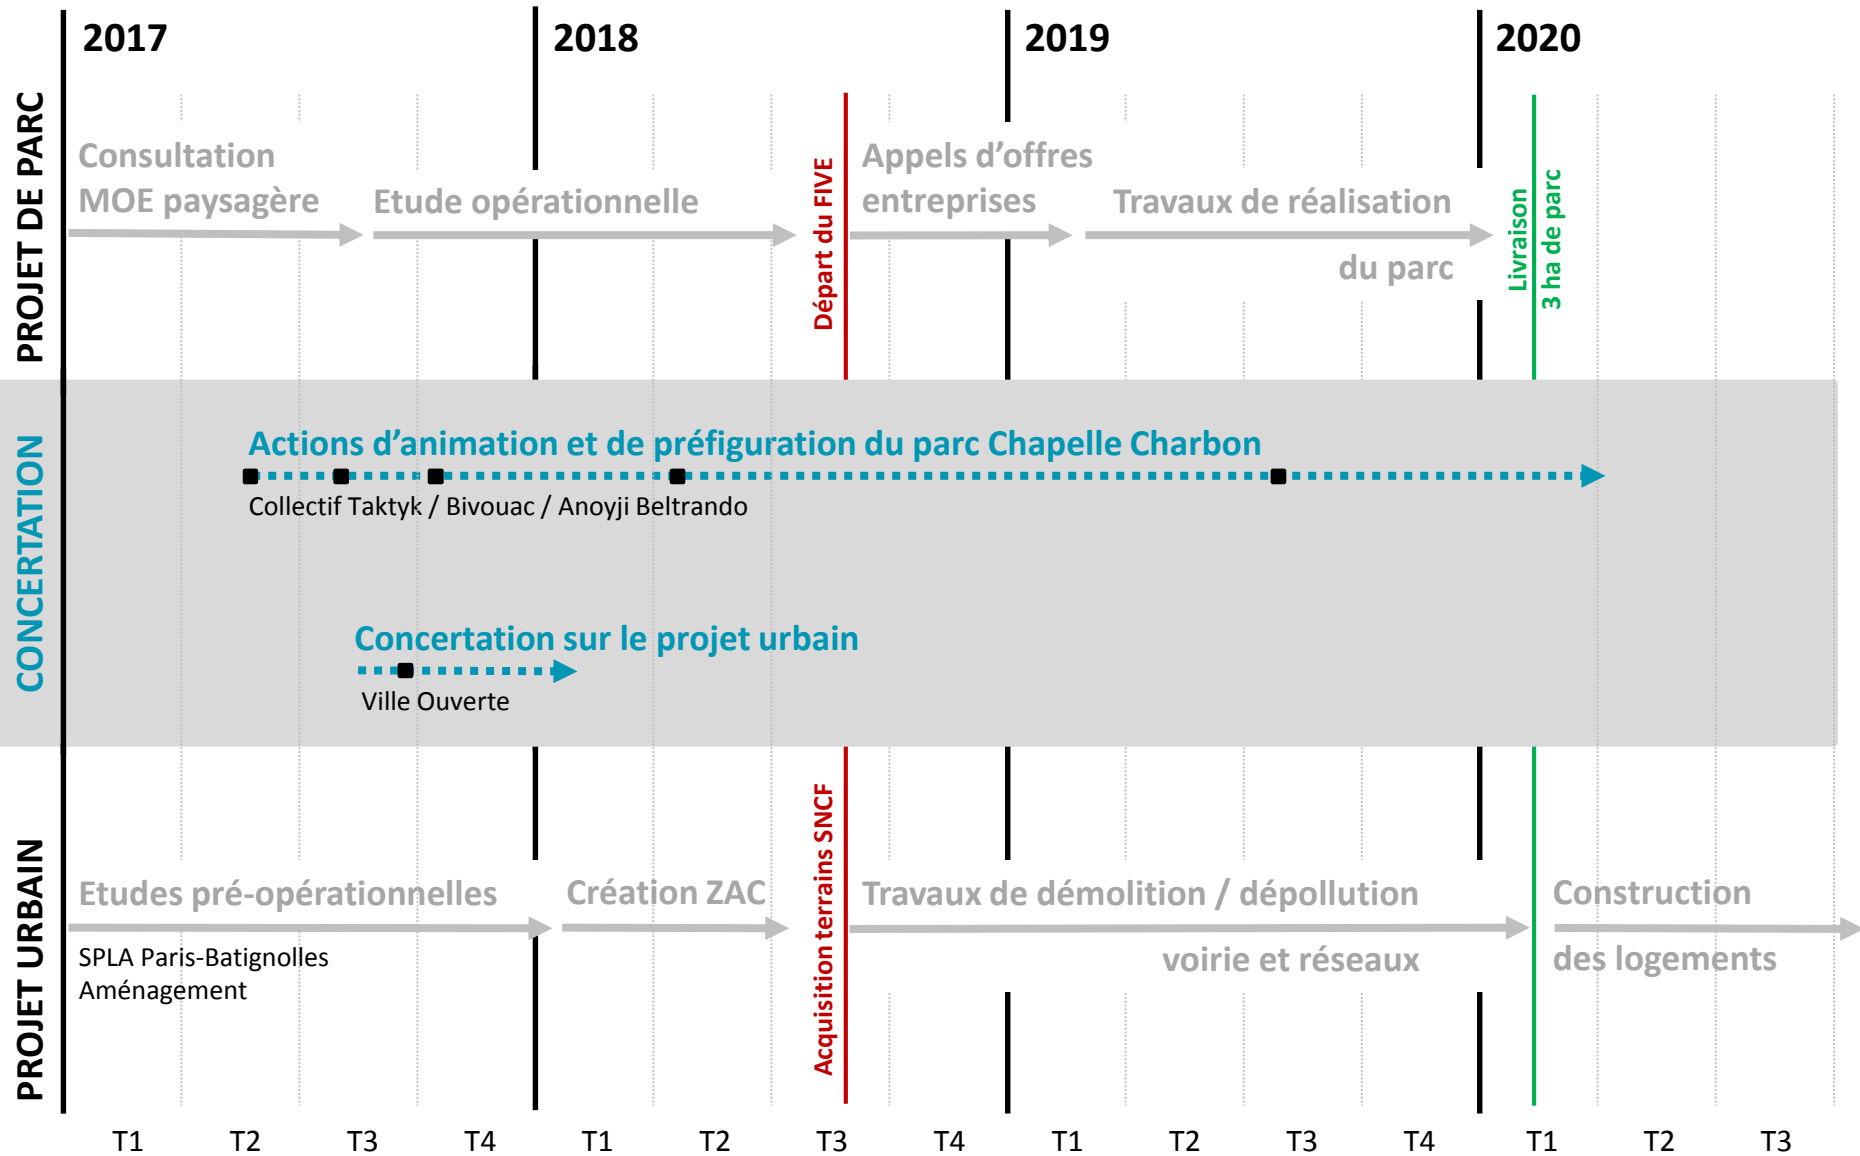 2017
2018
2019
2020
PROJET DE PARC
Consultation
MOE paysagère
Etude opérationnelle
Départ du FIVE
Appels d’offres
entreprises
Travaux de réalisation
du parc
Livraison
3 ha de parc
CONCERTATION
Actions d’animation et de préfiguration du parc Chapelle Charbon
Collectif Taktyk / Bivouac / Anoyji Beltrando
Concertation sur le projet urbain
Ville Ouverte
PROJET URBAIN
Etudes pré-opérationnelles
SPLA Paris-Batignolles
Aménagement
Création ZAC
Acquisition terrains SNCF
Travaux de démolition / dépollution
voirie et réseaux
Construction
des logements
T1
T2
T3
T4
T1
T2
T3
T4
T1
T2
T3
T4
T1
T2
T3